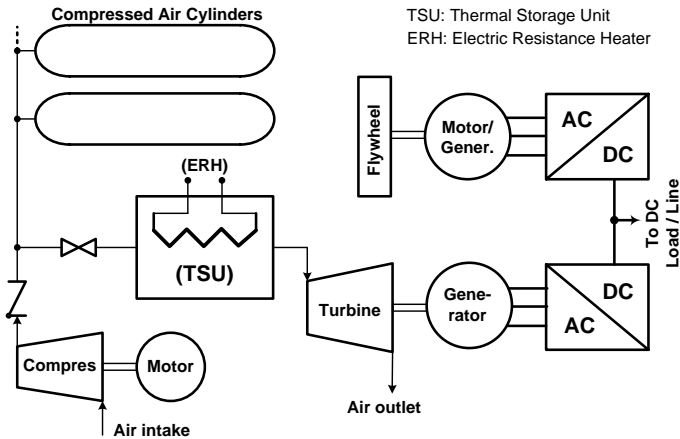 Compressed Air Cylinders
TSU: Thermal Storage Unit
ERH: Electric Resistance Heater
Flywheel
Motor/
Gener.
AC
DC
(ERH)
(TSU)
To DC
Load / Line
Turbine
Gene-
rator
DC
AC
Compres
Motor
Air outlet
Air intake